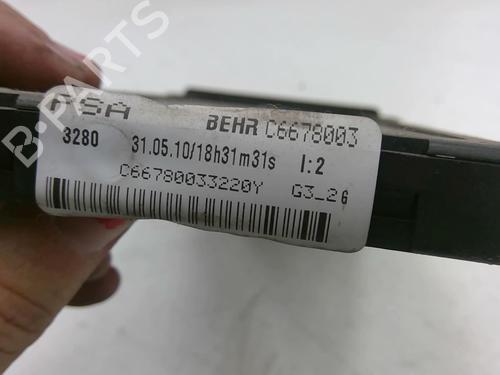 B-PARTS
PSA BEHR C6678003
3280 31.05.10/18h31m31s I:2
C66780033220Y G3_26